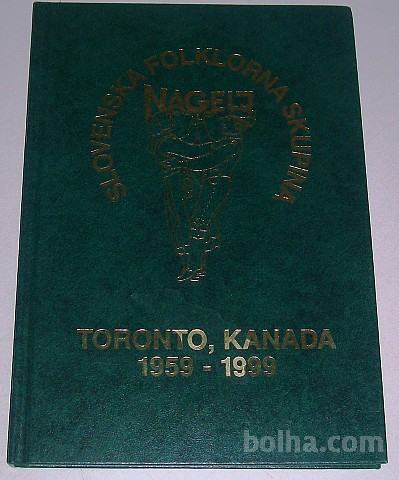 SLOVENSKA FOLKLORNA SKUPINA
NAGELJ
TORONTO, KANADA
1959 - 1999
bolha.com